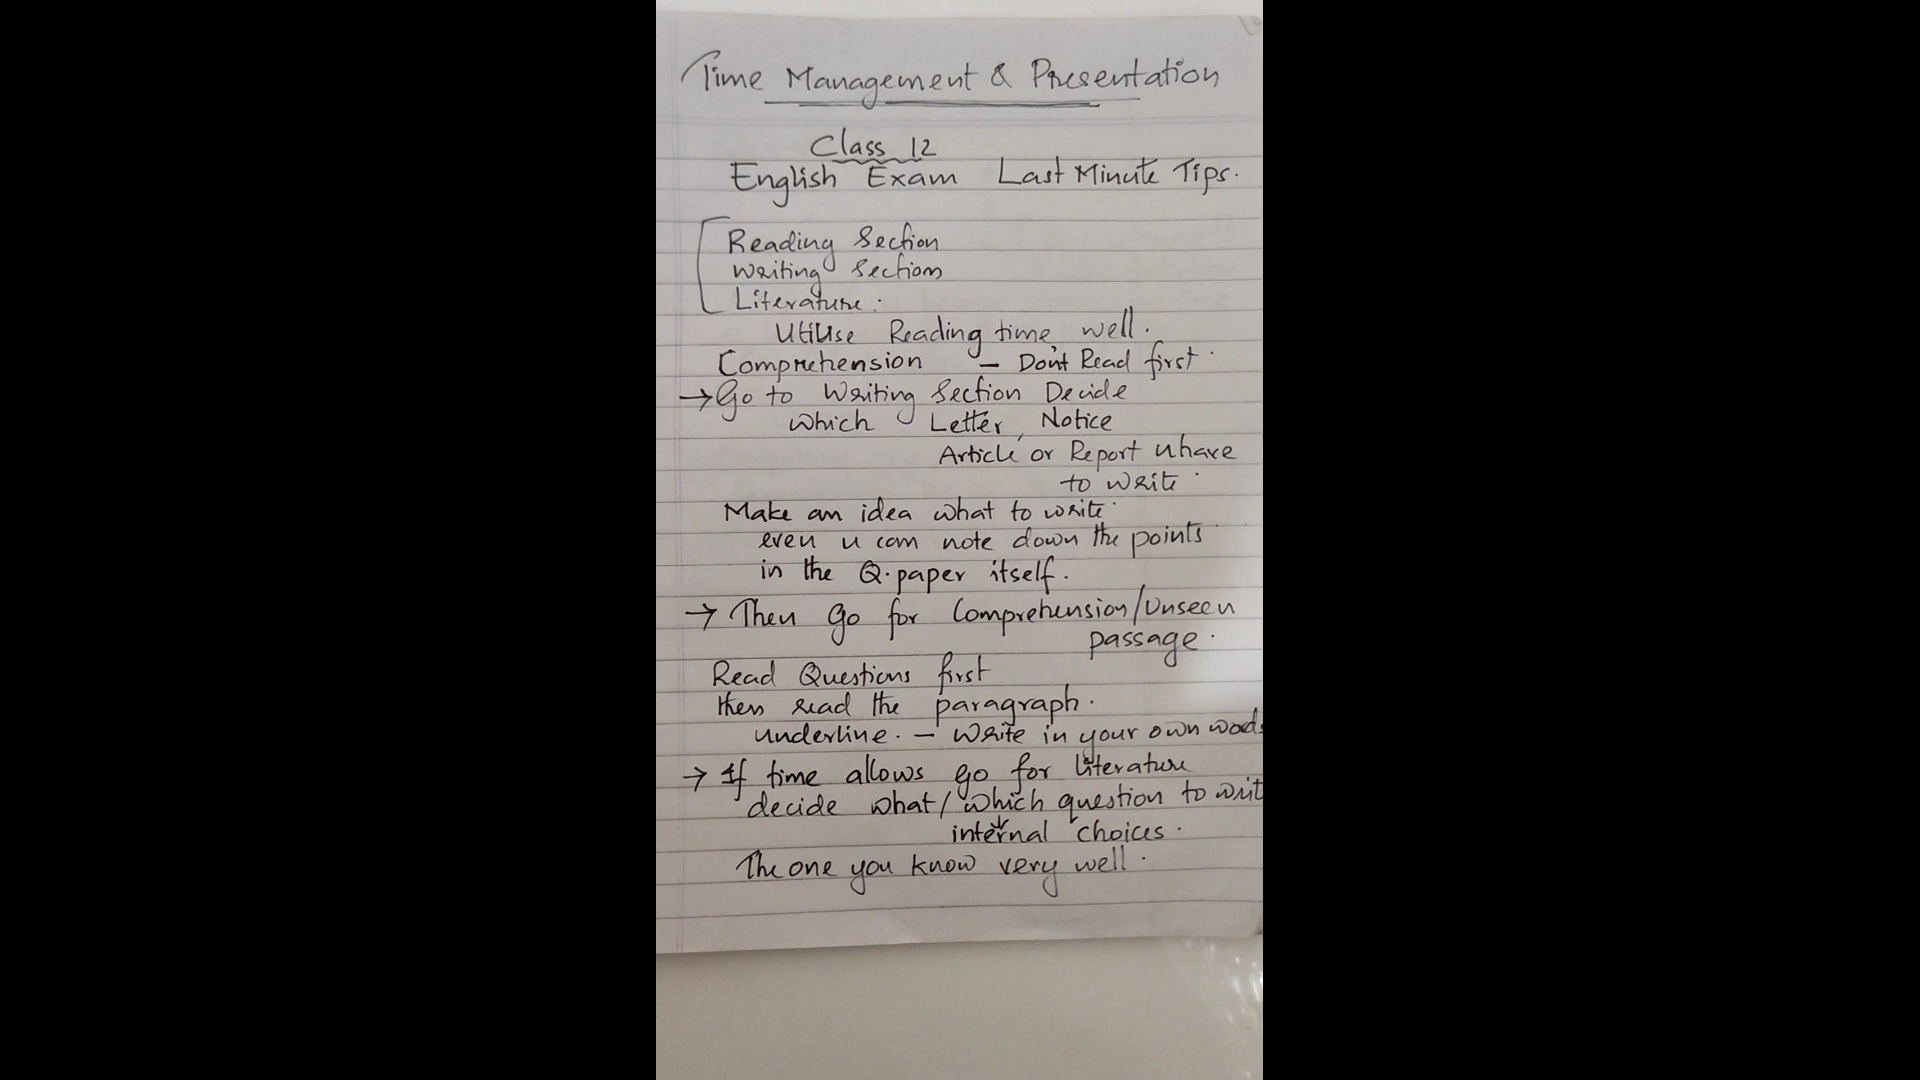 Time Management & Presentation
Class 12
English Exam Last Minute Tips.
Reading Section
Writing Section
Literature :
Utilise Reading time well.
Comprehension - Don't Read first.
→ Go to Writing Section Decide
which Letter, Notice
Article or Report u have
to write.
Make an idea what to write.
even u can note down the points
in the Q.paper itself.
→ Then go for Comprehension/Unseen
passage.
Read Questions first
then read the paragraph.
underline. - Write in your own words
→ If time allows go for literature
decide what/which question to writ
internal choices.
The one you know very well.